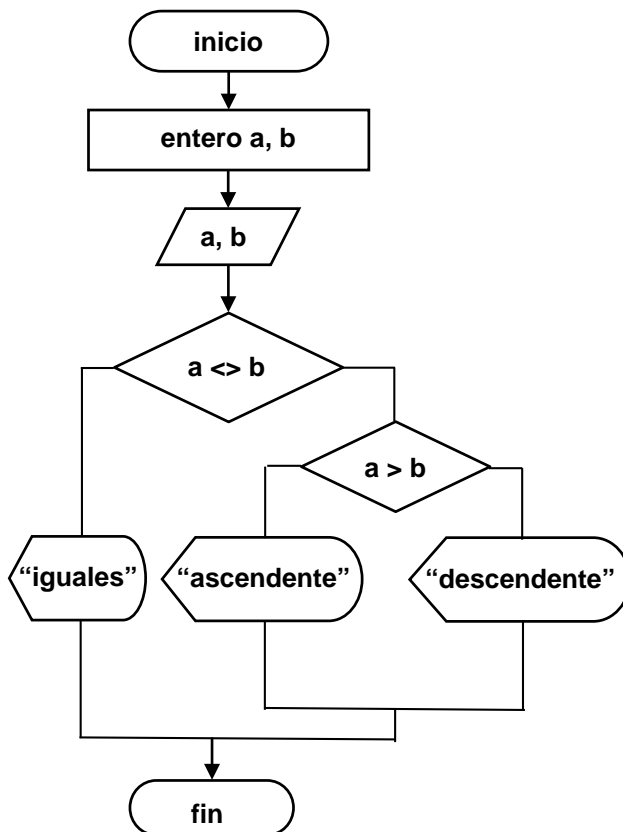 inicio
entero a, b
a, b
a <> b
a > b
“iguales”
“ascendente”
“descendente”
fin